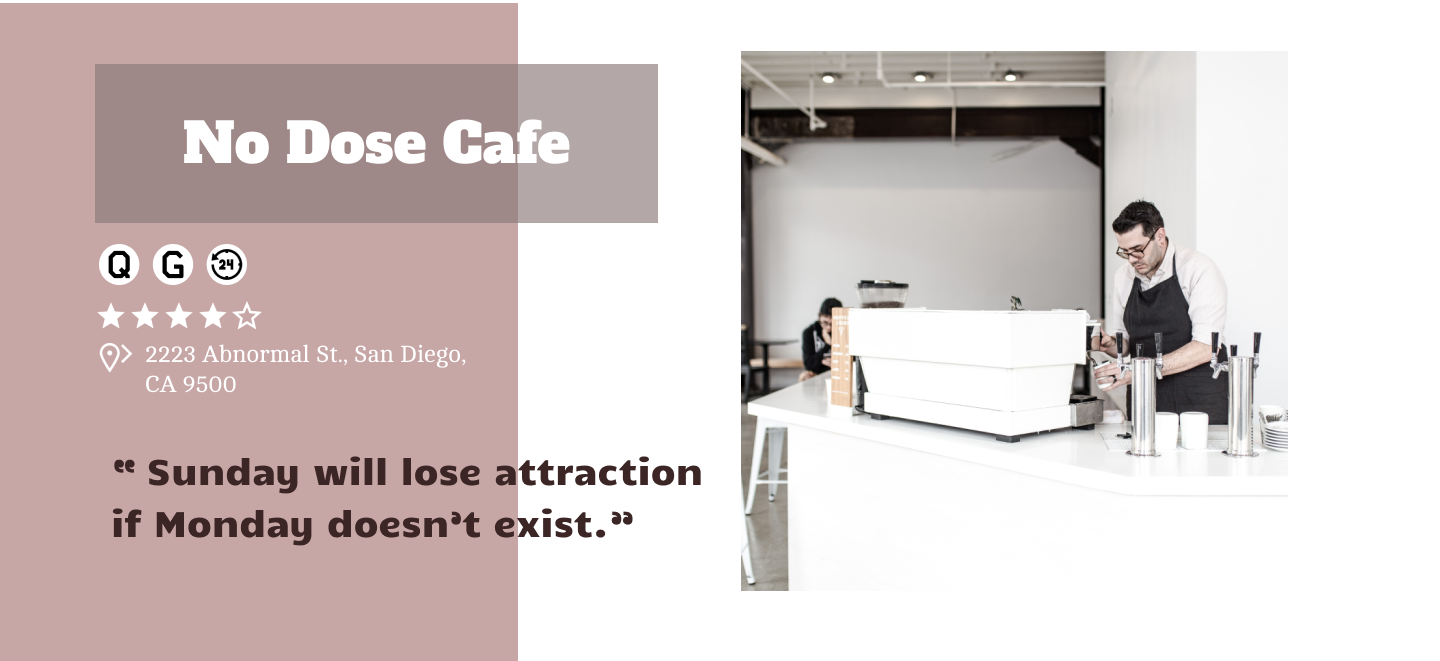 No Dose Cafe
Q G 24
2223 Abnormal St., San Diego,
CA 9500
“ Sunday will lose attraction
if Monday doesn’t exist.”